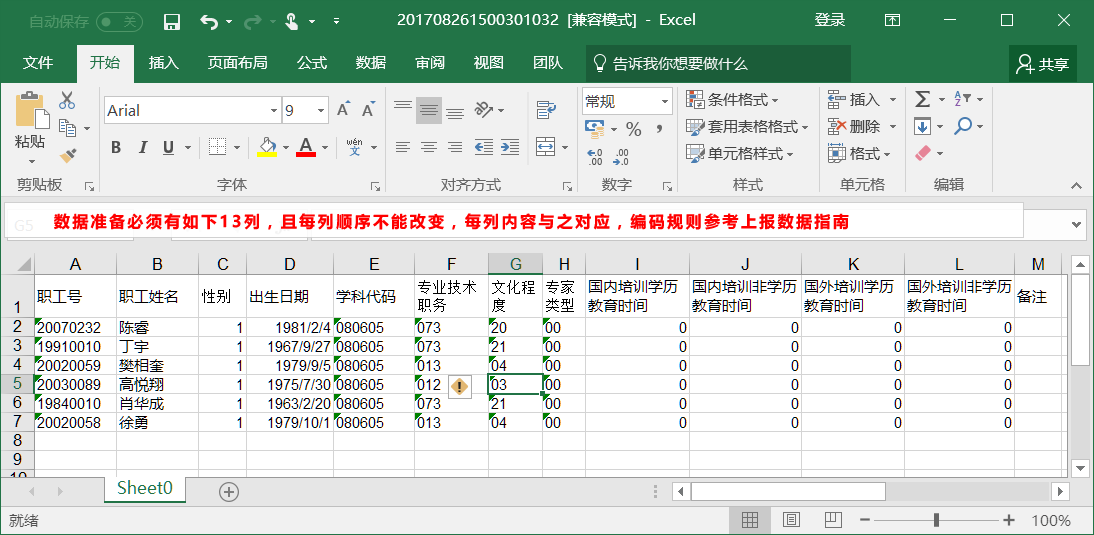 自动保存 关 201708261500301032 [兼容模式] - Excel 登录
文件 开始 插入 页面布局 公式 数据 审阅 视图 团队 告诉我你想要做什么 共享
粘贴 Arial 9 A A 常规 条件格式 插入 Σ
B I U A wén 文 % , 套用表格格式 删除
单元格样式 格式
剪贴板 字体 对齐方式 数字 样式 单元格 编辑
G5 数据准备必须有如下13列，且每列顺序不能改变，每列内容与之对应，编码规则参考上报数据指南
A B C D E F G H I J K L M
1 职工号 职工姓名 性别 出生日期 学科代码 专业技术职务 文化程度 专家类型 国内培训学历教育时间 国内培训非学历教育时间 国外培训学历教育时间 国外培训非学历教育时间 备注
2 20070232 陈睿 1 1981/2/4 080605 073 20 00 0 0 0 0
3 19910010 丁宇 1 1967/9/27 080605 073 21 00 0 0 0 0
4 20020059 樊相奎 1 1979/9/5 080605 013 04 00 0 0 0 0
5 20030089 高悦翔 1 1975/7/30 080605 012 03 00 0 0 0 0
6 19840010 肖华成 1 1963/2/20 080605 073 21 00 0 0 0 0
7 20020058 徐勇 1 1979/10/1 080605 013 04 00 0 0 0 0
8
9
10
Sheet0
就绪 100%